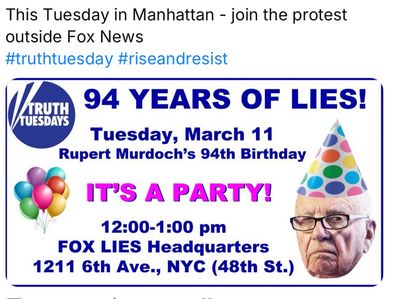 This Tuesday in Manhattan - join the protest
outside Fox News
#truthtuesday #riseandresist
TRUTH
TUESDAYS
94 YEARS OF LIES!
Tuesday, March 11
Rupert Murdoch's 94th Birthday
IT'S A PARTY!
12:00-1:00 pm
FOX LIES Headquarters
1211 6th Ave., NYC (48th St.)